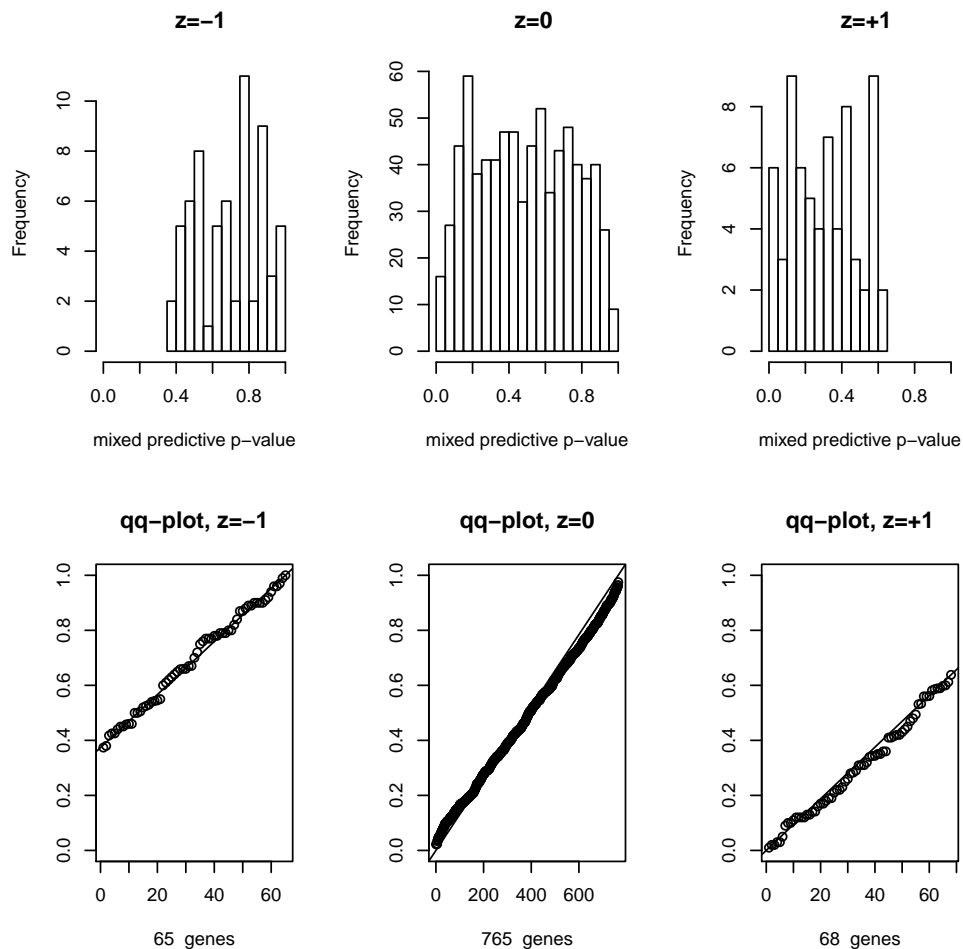 z=−1
z=0
z=+1
Frequency
0 2 4 6 8 10
0.0 0.4 0.8
mixed predictive p−value
Frequency
0 10 20 30 40 50 60
0.0 0.4 0.8
mixed predictive p−value
Frequency
0 2 4 6 8
0.0 0.4 0.8
mixed predictive p−value
qq−plot, z=−1
qq−plot, z=0
qq−plot, z=+1
0.0 0.2 0.4 0.6 0.8 1.0
0 20 40 60
65 genes
0.0 0.2 0.4 0.6 0.8 1.0
0 200 400 600
765 genes
0.0 0.2 0.4 0.6 0.8 1.0
0 20 40 60
68 genes